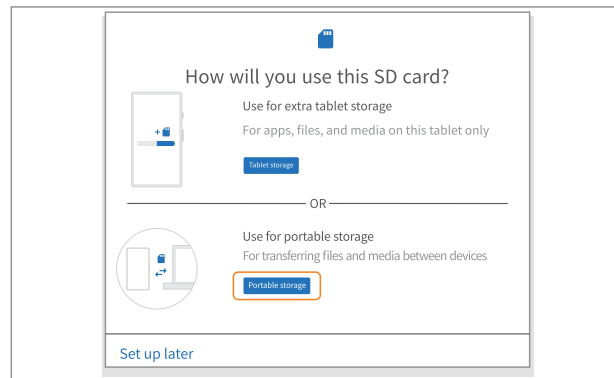 How will you use this SD card?
Use for extra tablet storage
For apps, files, and media on this tablet only
Tablet storage
OR
Use for portable storage
For transferring files and media between devices
Portable storage
Set up later